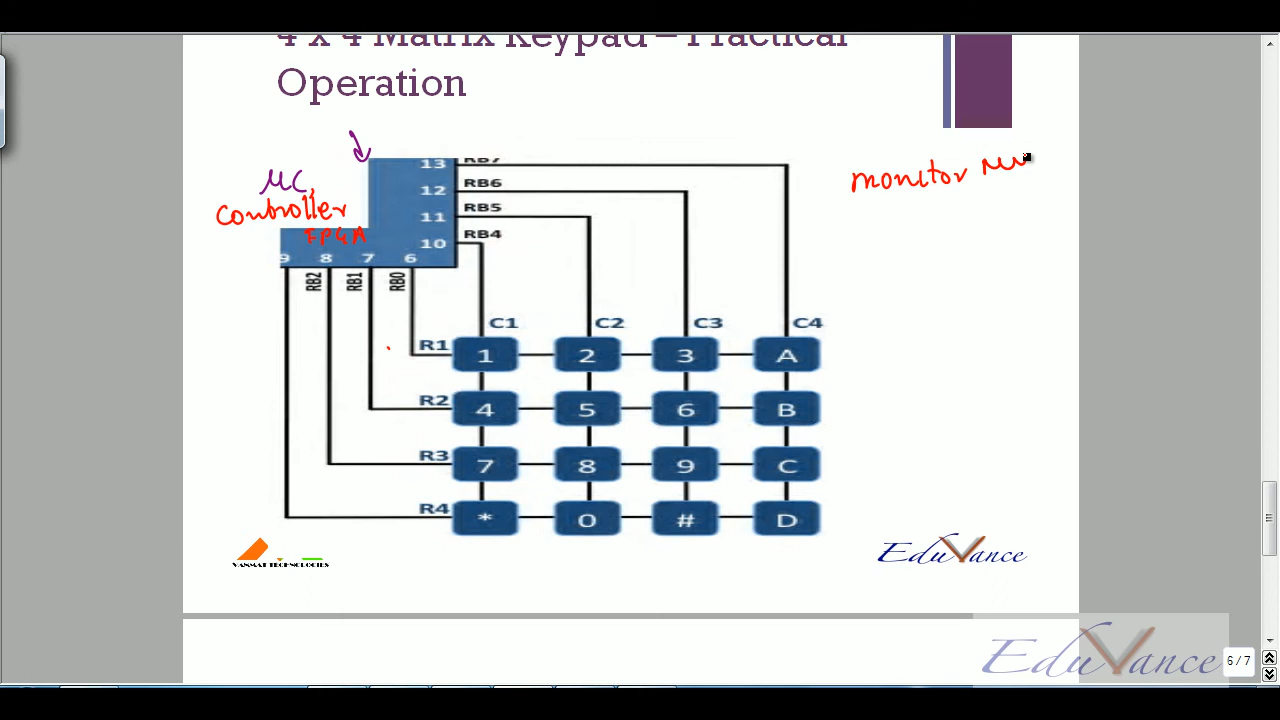 4 x 4 Matrix Keypad – Practical
Operation
µC,
Controller
FPGA
monitor
13 RB7
12 RB6
11 RB5
10 RB4
9 8 7 6
RB2 RB1 RB0
C1 C2 C3 C4
R1 1 2 3 A
R2 4 5 6 B
R3 7 8 9 C
R4 * 0 # D
VANMAT TECHNOLOGIES
EduVance
EduVance
6/7